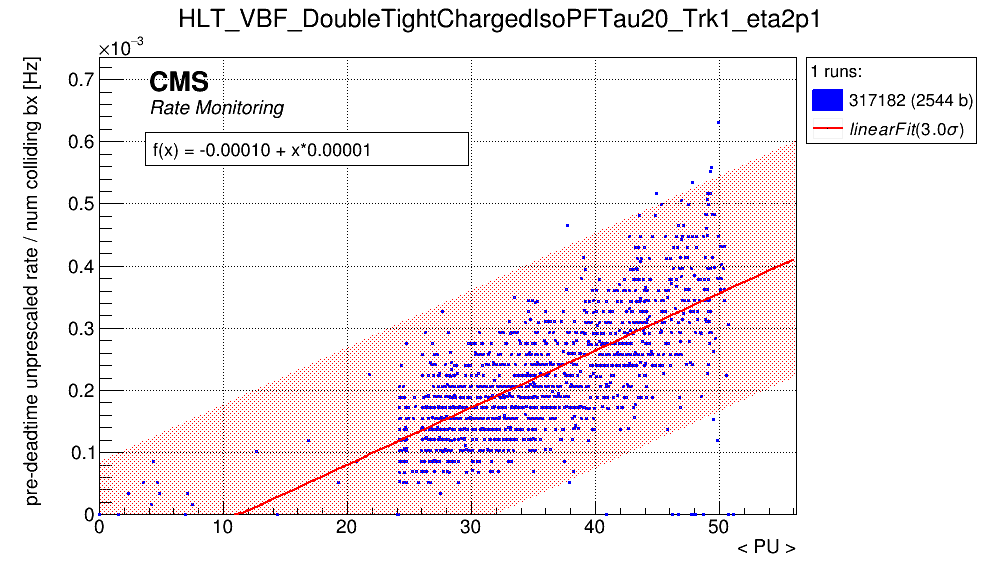 HLT_VBF_DoubleTightChargedIsoPFTau20_Trk1_eta2p1
×10⁻³
pre-deadtime unprescaled rate / num colliding bx [Hz]
CMS
Rate Monitoring
f(x) = -0.00010 + x*0.00001
1 runs:
317182 (2544 b)
linearFit(3.0σ)
0.7
0.6
0.5
0.4
0.3
0.2
0.1
0
0 10 20 30 40 50
< PU >